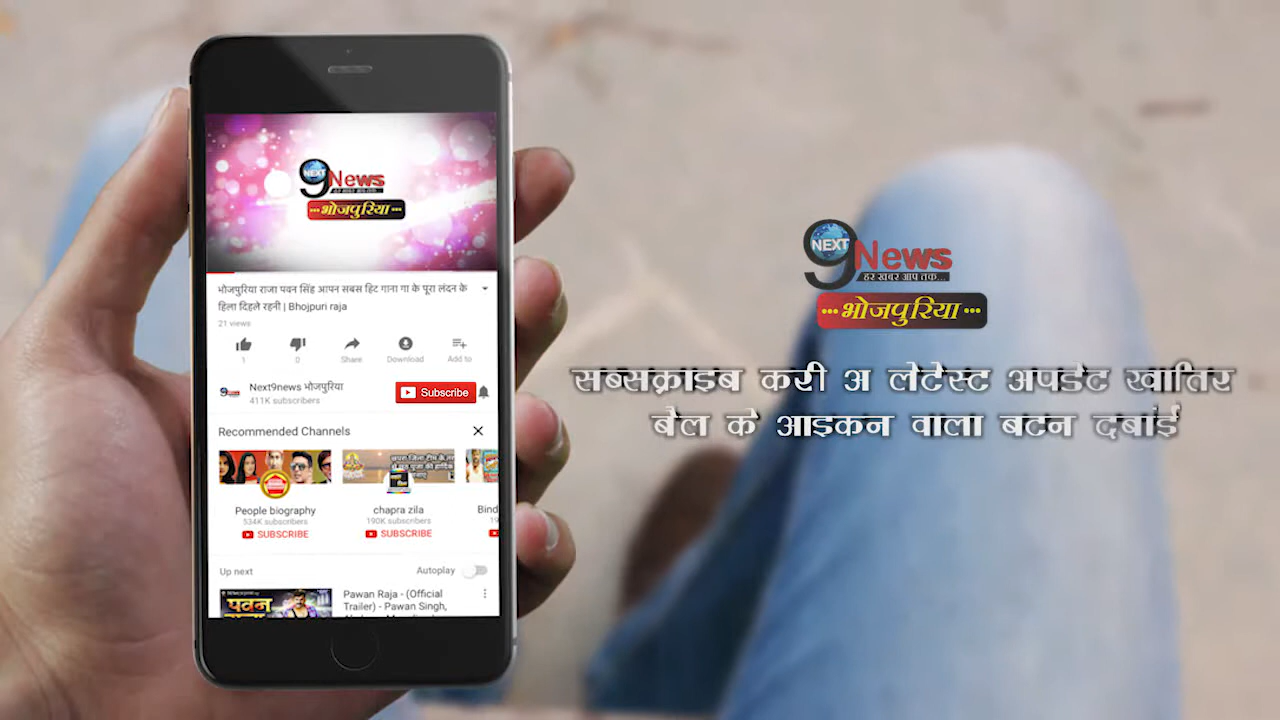 NEXT
9
News
हर खबर आप तक...
भोजपुरिया
भोजपुरिया राजा पवन सिंह आपन सबस हिट गाना गा के पूरा लंदन के
हिला दिहले रहनी | Bhojpuri raja
21 views
1
0
Share
Download
Add to
Next9news भोजपुरिया
411K subscribers
Subscribe
Recommended Channels
People biography
534K subscribers
SUBSCRIBE
chapra zila
190K subscribers
SUBSCRIBE
Bind
Up next
Autoplay
पवन
Pawan Raja - (Official
Trailer) - Pawan Singh,
NEXT
9
News
हर खबर आप तक...
भोजपुरिया
सब्सक्राइब करी अ लेटेस्ट अपडेट खातिर
बेल के आइकन वाला बटन दबाई